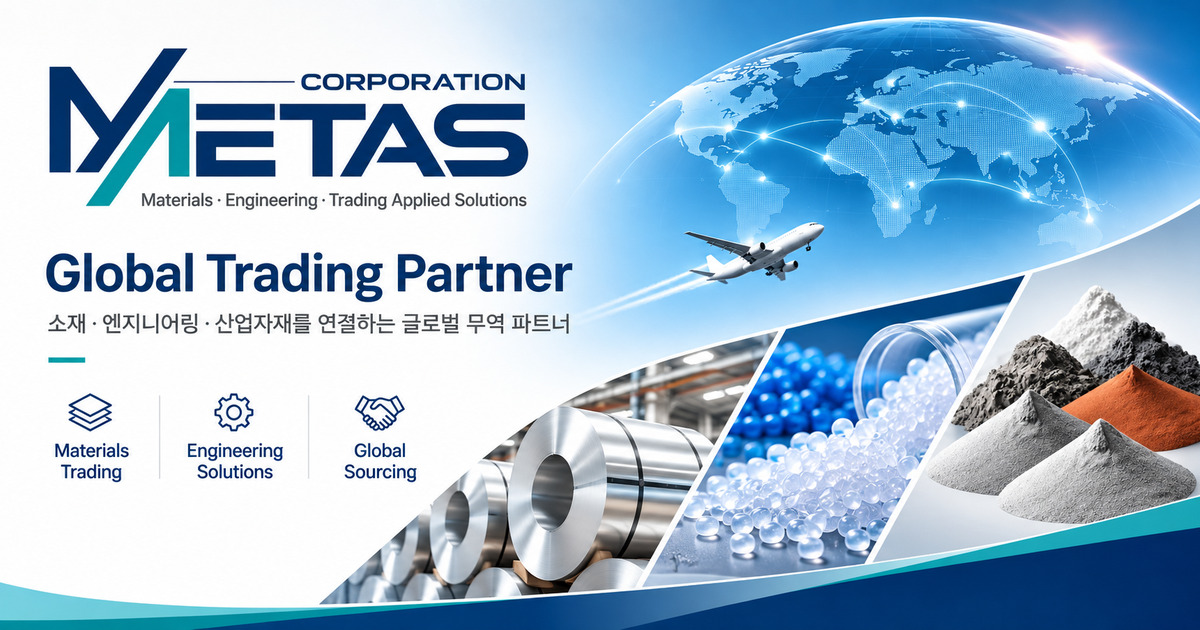 CORPORATION
METAS
Materials · Engineering · Trading Applied Solutions
Global Trading Partner
소재 · 엔지니어링 · 산업자재를 연결하는 글로벌 무역 파트너
Materials
Trading
Engineering
Solutions
Global
Sourcing